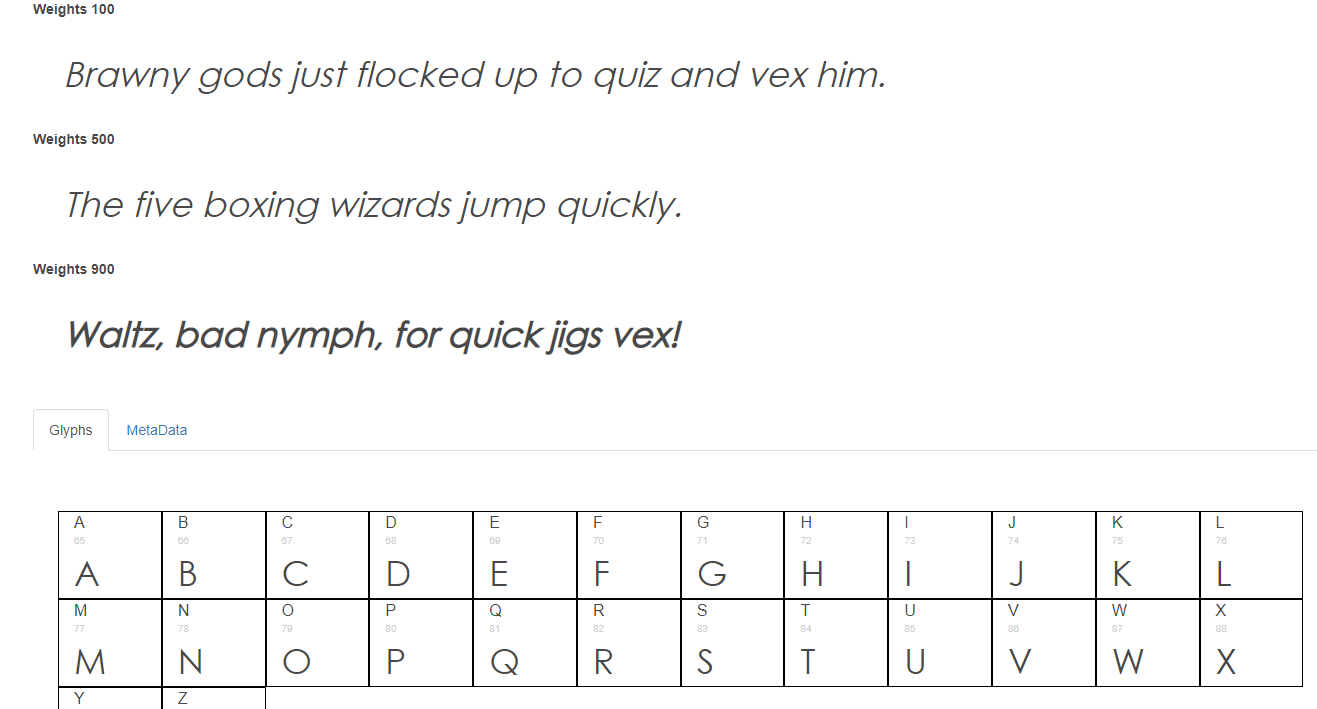 Weights 100
Brawny gods just flocked up to quiz and vex him.
Weights 500
The five boxing wizards jump quickly.
Weights 900
Waltz, bad nymph, for quick jigs vex!
Glyphs MetaData
A B C D E F G H I J K L
65 66 67 68 69 70 71 72 73 74 75 76
A B C D E F G H I J K L
M N O P Q R S T U V W X
77 78 79 80 81 82 83 84 85 86 87 88
M N O P Q R S T U V W X
Y Z